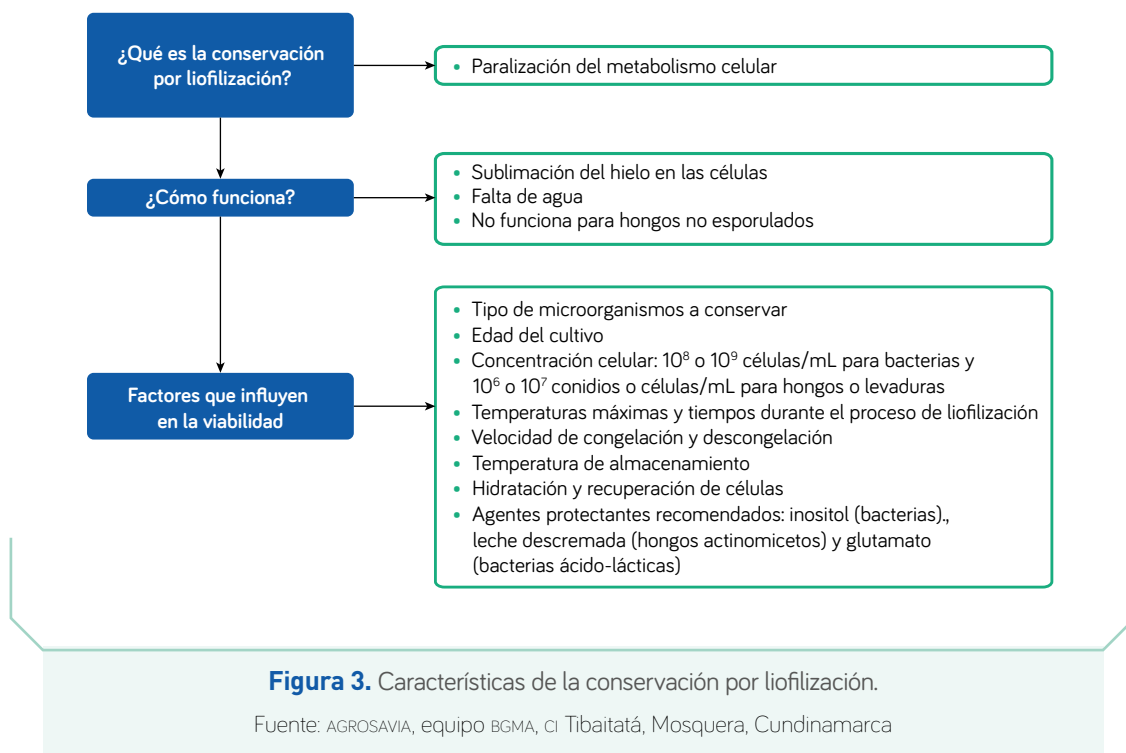 ¿Qué es la conservación
por liofilización?
• Paralización del metabolismo celular
¿Cómo funciona?
• Sublimación del hielo en las células
• Falta de agua
• No funciona para hongos no esporulados
Factores que influyen
en la viabilidad
• Tipo de microorganismos a conservar
• Edad del cultivo
• Concentración celular: 10⁸ o 10⁹ células/mL para bacterias y
10⁶ o 10⁷ conidios o células/mL para hongos o levaduras
• Temperaturas máximas y tiempos durante el proceso de liofilización
• Velocidad de congelación y descongelación
• Temperatura de almacenamiento
• Hidratación y recuperación de células
• Agentes protectantes recomendados: inositol (bacterias).,
leche descremada (hongos actinomicetos) y glutamato
(bacterias ácido-lácticas)
Figura 3. Características de la conservación por liofilización.
Fuente: AGROSAVIA, equipo BGMA, CI Tibaitatá, Mosquera, Cundinamarca